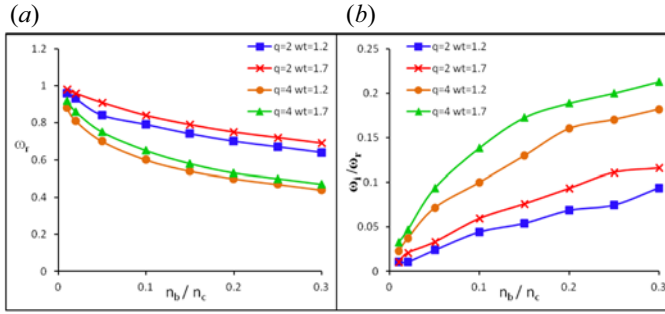 (a)
(b)
1.2
1
0.8
0.6
0.4
0.2
0
ωr
q=2 wt=1.2
q=2 wt=1.7
q=4 wt=1.2
q=4 wt=1.7
0 0.1 0.2 0.3
nb/ nc
0.25
0.2
0.15
0.1
0.05
0
ωi/ωr
q=2 wt=1.2
q=2 wt=1.7
q=4 wt=1.2
q=4 wt=1.7
0 0.1 0.2 0.3
nb/ nc